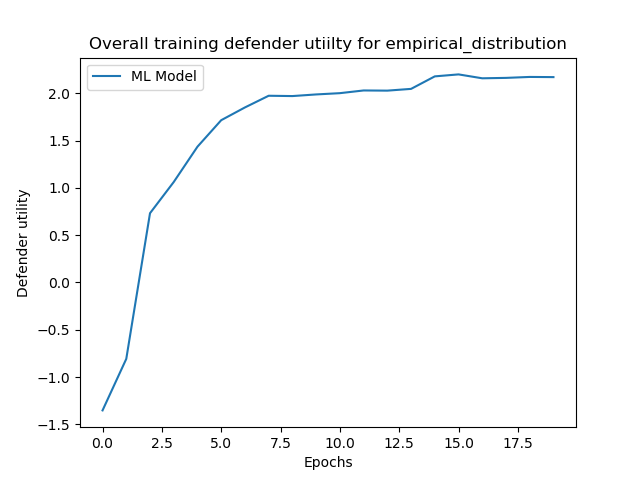 Overall training defender utiilty for empirical_distribution
ML Model
Defender utility
2.0
1.5
1.0
0.5
0.0
−0.5
−1.0
−1.5
0.0 2.5 5.0 7.5 10.0 12.5 15.0 17.5
Epochs